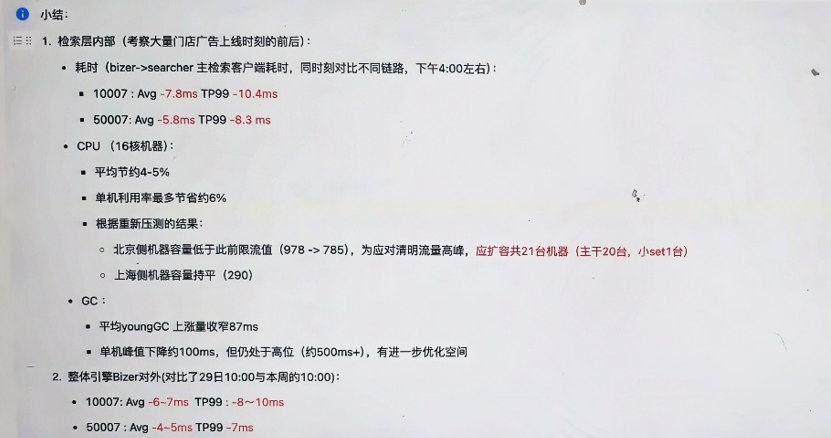 小结：
1. 检索层内部（考察大量门店广告上线时刻的前后）：
耗时（bizer->searcher 主检索客户端耗时，同时刻对比不同链路，下午4:00左右）：
10007 : Avg -7.8ms TP99 -10.4ms
50007: Avg -5.8ms TP99 -8.3 ms
CPU （16核机器）：
平均节约4-5%
单机利用率最多节省约6%
根据重新压测的结果：
北京侧机器容量低于此前限流值（978 -> 785），为应对清明流量高峰，应扩容共21台机器（主干20台，小set1台）
上海侧机器容量持平（290）
GC：
平均youngGC 上涨量收窄87ms
单机峰值下降约100ms，但仍处于高位（约500ms+），有进一步优化空间
2. 整体引擎Bizer对外(对比了29日10:00与本周的10:00)：
10007: Avg -6~7ms TP99 : -8～10ms
50007 : Avg -4~5ms TP99 -7ms